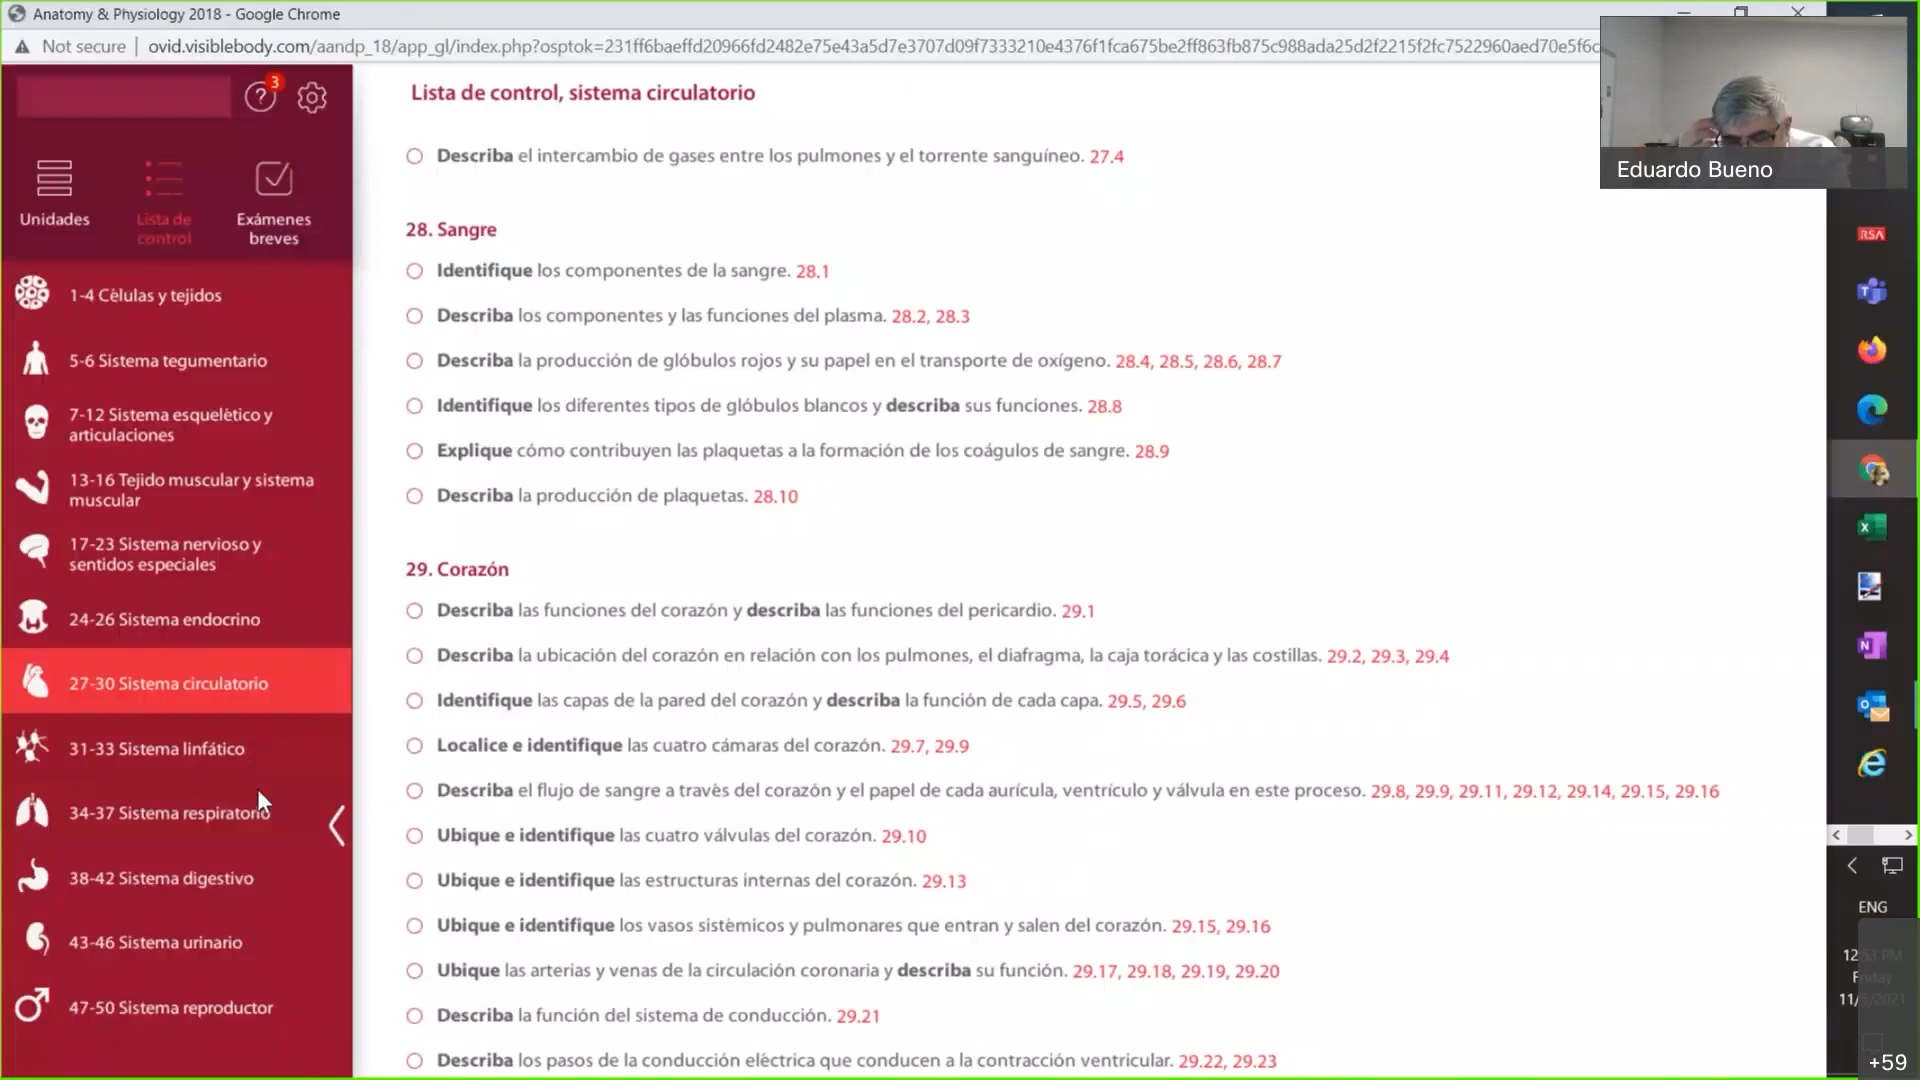 Anatomy & Physiology 2018 - Google Chrome
Not secure | ovid.visiblebody.com/aandp_18/app_gl/index.php?osptok=231ff6baeffd20966fd2482e75e43a5d7e3707d09f7333210e4376f1fca675be2ff863fb875c988ada25d2f2215f2fc7522960aed70e5f6c
3
Unidades
Lista de control
Exámenes breves
1-4 Células y tejidos
5-6 Sistema tegumentario
7-12 Sistema esquelético y
articulaciones
13-16 Tejido muscular y sistema
muscular
17-23 Sistema nervioso y
sentidos especiales
24-26 Sistema endocrino
27-30 Sistema circulatorio
31-33 Sistema linfático
34-37 Sistema respiratorio
38-42 Sistema digestivo
43-46 Sistema urinario
47-50 Sistema reproductor
Lista de control, sistema circulatorio
Describa el intercambio de gases entre los pulmones y el torrente sanguíneo. 27.4
28. Sangre
Identifique los componentes de la sangre. 28.1
Describa los componentes y las funciones del plasma. 28.2, 28.3
Describa la producción de glóbulos rojos y su papel en el transporte de oxígeno. 28.4, 28.5, 28.6, 28.7
Identifique los diferentes tipos de glóbulos blancos y describa sus funciones. 28.8
Explique cómo contribuyen las plaquetas a la formación de los coágulos de sangre. 28.9
Describa la producción de plaquetas. 28.10
29. Corazón
Describa las funciones del corazón y describa las funciones del pericardio. 29.1
Describa la ubicación del corazón en relación con los pulmones, el diafragma, la caja torácica y las costillas. 29.2, 29.3, 29.4
Identifique las capas de la pared del corazón y describa la función de cada capa. 29.5, 29.6
Localice e identifique las cuatro cámaras del corazón. 29.7, 29.9
Describa el flujo de sangre a través del corazón y el papel de cada aurícula, ventrículo y válvula en este proceso. 29.8, 29.9, 29.11, 29.12, 29.14, 29.15, 29.16
Ubique e identifique las cuatro válvulas del corazón. 29.10
Ubique e identifique las estructuras internas del corazón. 29.13
Ubique e identifique los vasos sistémicos y pulmonares que entran y salen del corazón. 29.15, 29.16
Ubique las arterias y venas de la circulación coronaria y describa su función. 29.17, 29.18, 29.19, 29.20
Describa la función del sistema de conducción. 29.21
Describa los pasos de la conducción eléctrica que conducen a la contracción ventricular. 29.22, 29.23
Eduardo Bueno
RSA
ENG
12:53 PM
Friday
11/5/2021
+59